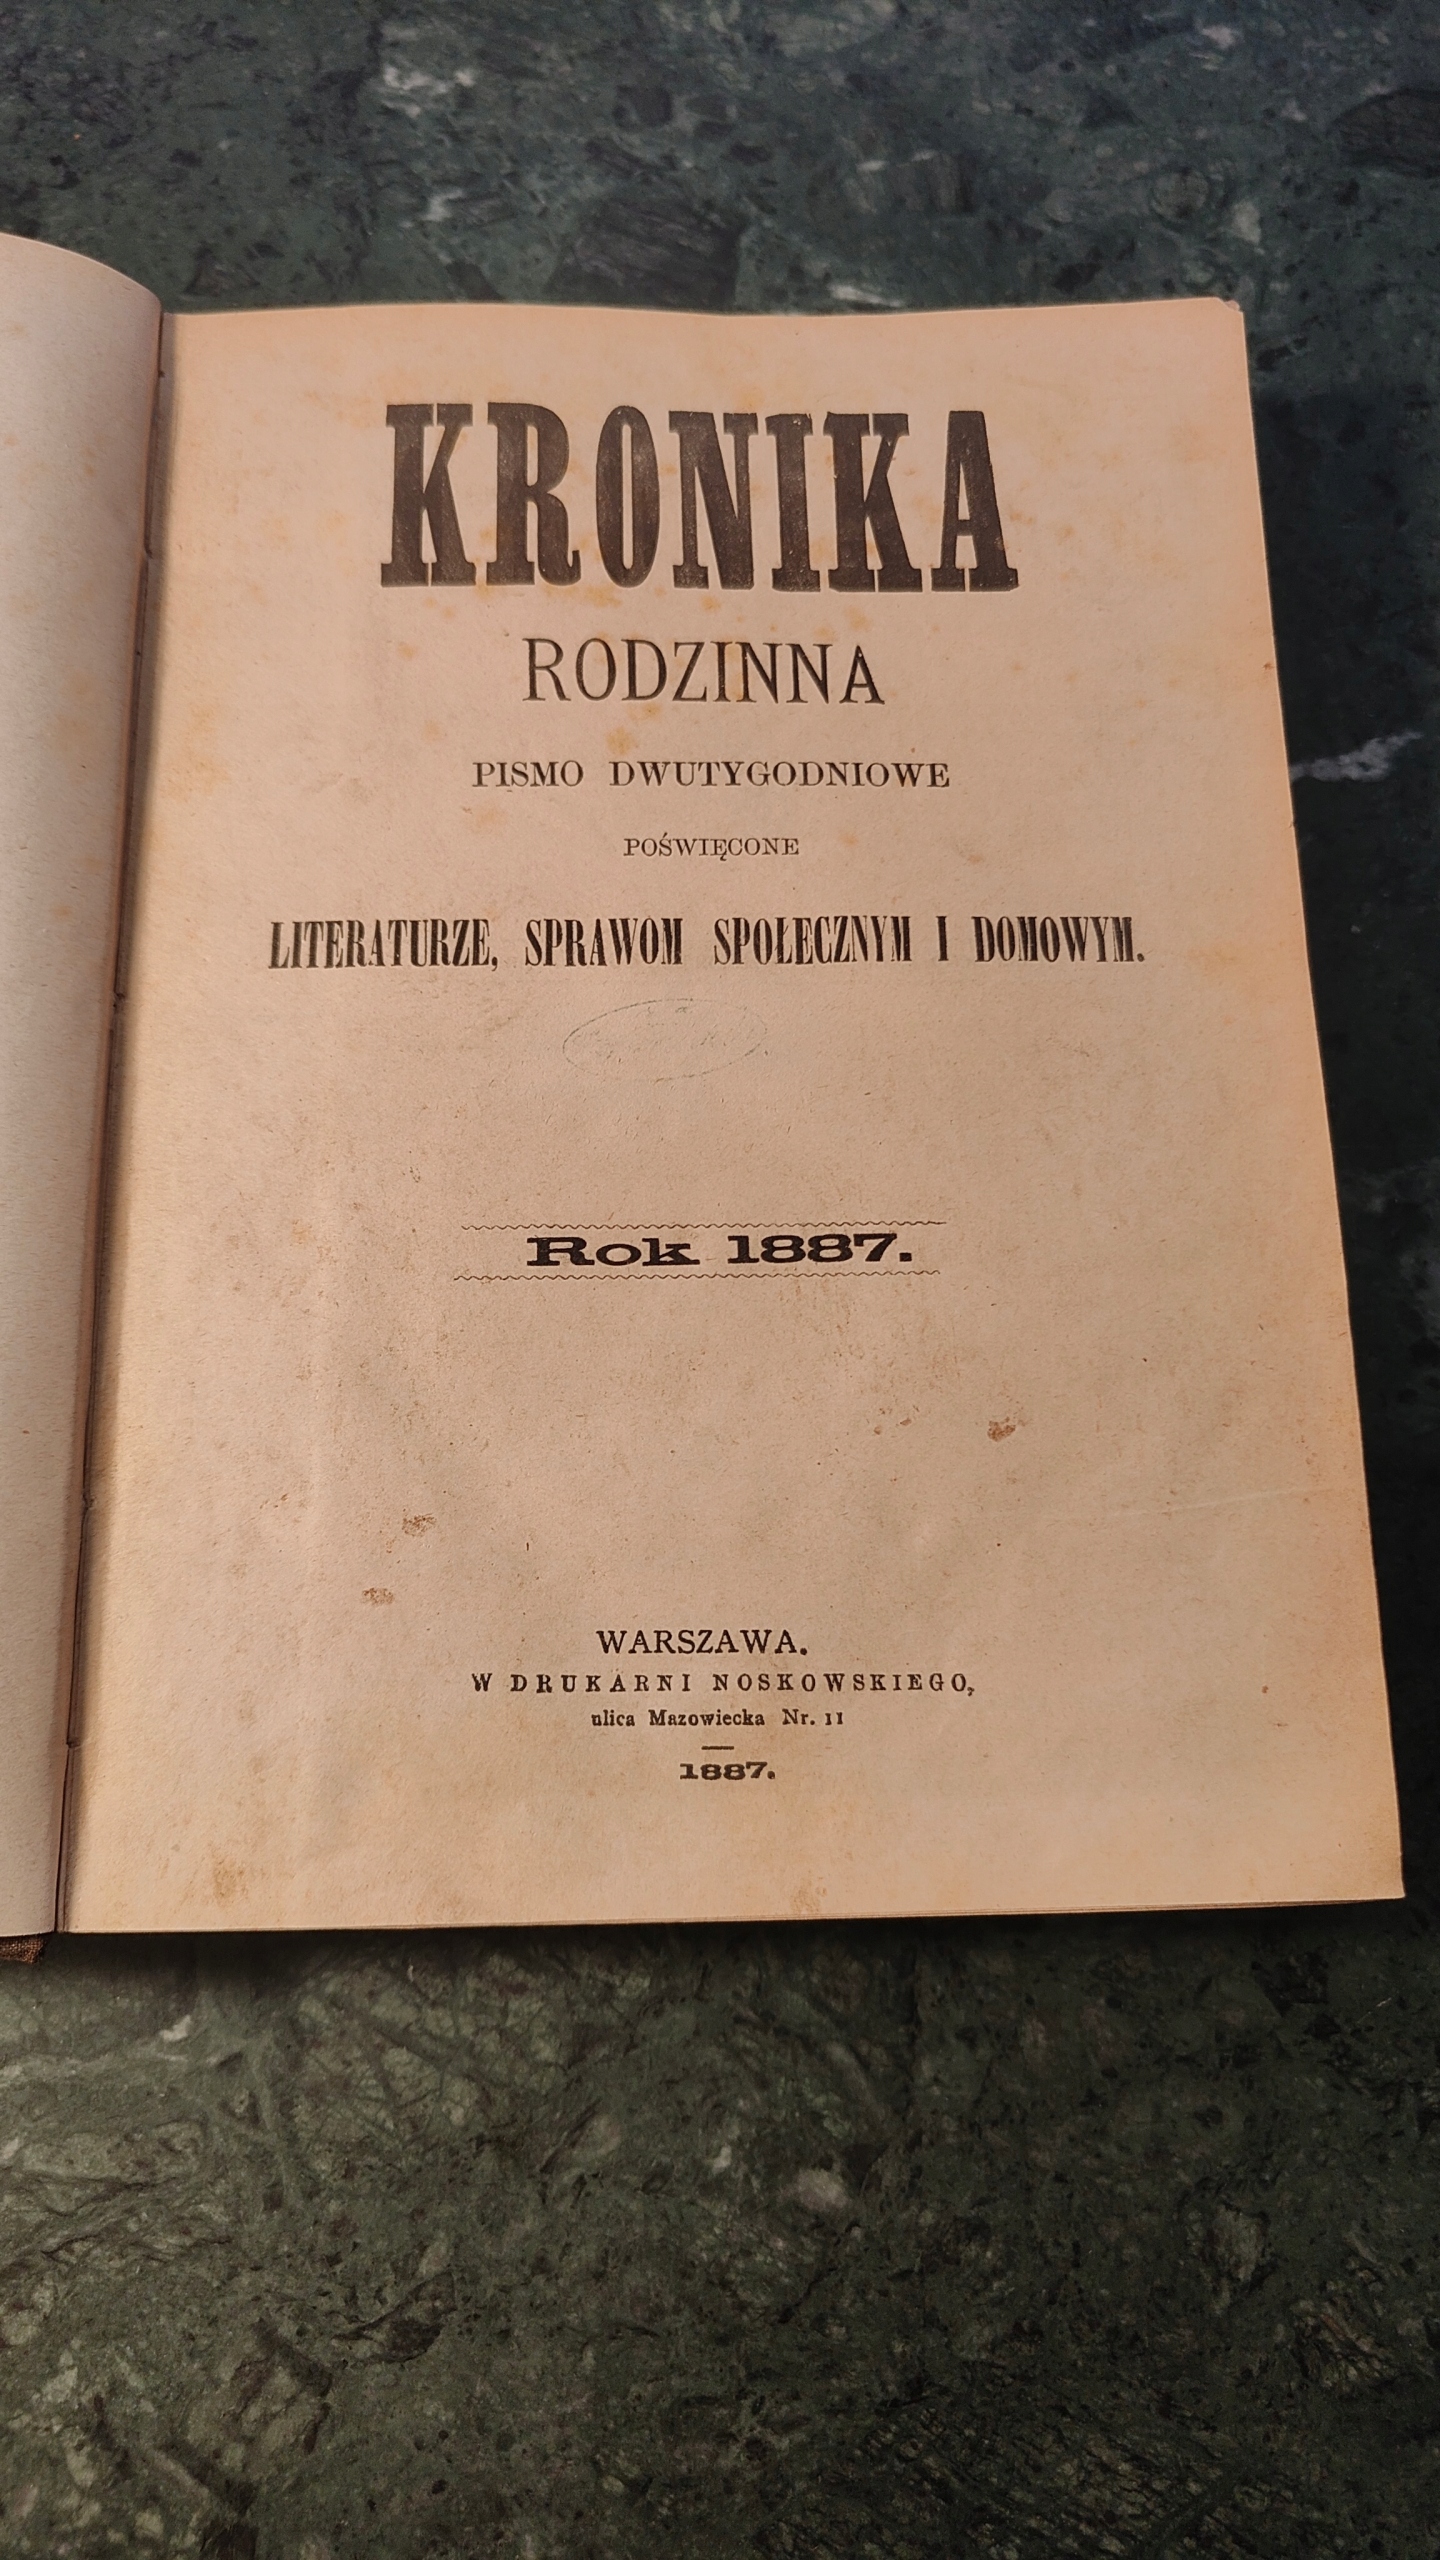 KRONIKA
RODZINNA
PISMO DWUTYGODNIOWE
POŚWIĘCONE
LITERATURZE, SPRAWOM SPOŁECZNYM I DOMOWYM.
Rok 1887.
WARSZAWA.
W DRUKARNI NOSKOWSKIEGO,
ulica Mazowiecka Nr. 11
1887.